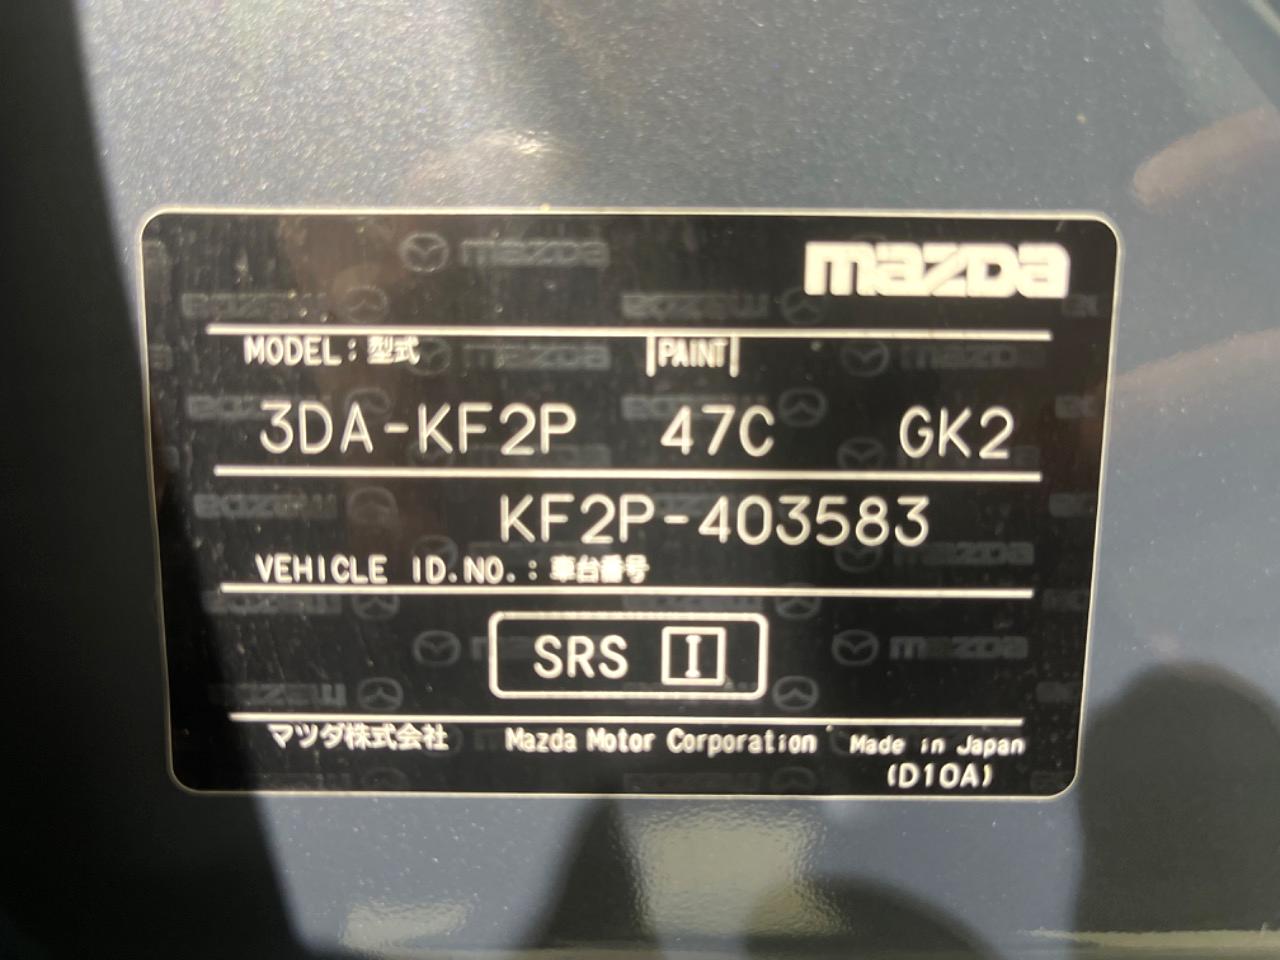 mazda
MODEL:型式 PAINT
3DA-KF2P 47C GK2
KF2P-403583
VEHICLE ID.NO.:車台番号
SRS I
マツダ株式会社 Mazda Motor Corporation Made in Japan
(D10A)